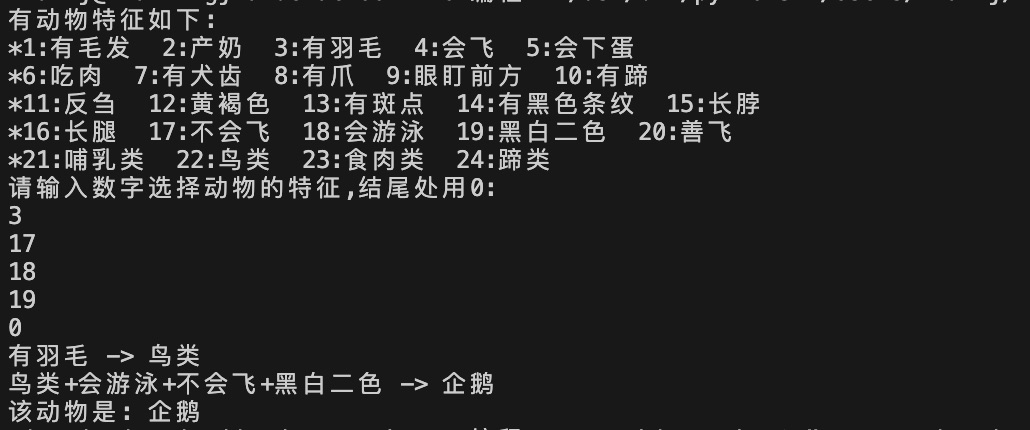 有动物特征如下:
*1:有毛发 2:产奶 3:有羽毛 4:会飞 5:会下蛋
*6:吃肉 7:有犬齿 8:有爪 9:眼盯前方 10:有蹄
*11:反刍 12:黄褐色 13:有斑点 14:有黑色条纹 15:长脖
*16:长腿 17:不会飞 18:会游泳 19:黑白二色 20:善飞
*21:哺乳类 22:鸟类 23:食肉类 24:蹄类
请输入数字选择动物的特征,结尾处用0:
3
17
18
19
0
有羽毛 -> 鸟类
鸟类+会游泳+不会飞+黑白二色 -> 企鹅
该动物是: 企鹅